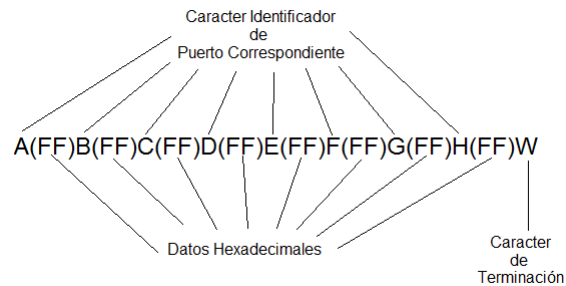 Caracter Identificador
de
Puerto Correspondiente
A(FF)B(FF)C(FF)D(FF)E(FF)F(FF)G(FF)H(FF)W
Datos Hexadecimales
Caracter
de
Terminación